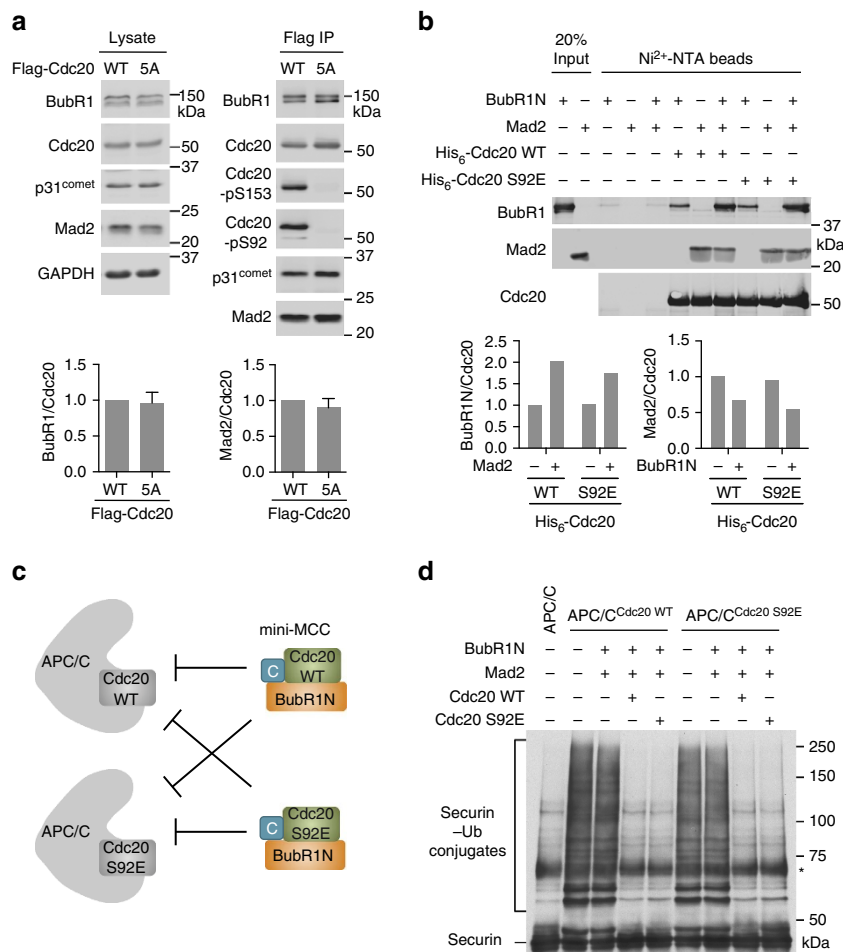 a
Lysate
Flag IP
Flag-Cdc20 WT 5A WT 5A
BubR1 150 kDa
Cdc20 50
37
p31comet
25
Mad2
20
37
GAPDH
BubR1 150 kDa
Cdc20 50
Cdc20 -pS153 50
Cdc20 -pS92 50
37
p31comet
25
Mad2
20
BubR1/Cdc20
1.5
1.0
0.5
0.0
WT 5A
Flag-Cdc20
Mad2/Cdc20
1.5
1.0
0.5
0.0
WT 5A
Flag-Cdc20
b
20% Input
Ni2+-NTA beads
BubR1N + – + – + + – + + – +
Mad2 – + – + + – + + – + +
His6-Cdc20 WT – – – – – + + + – – –
His6-Cdc20 S92E – – – – – – – – + + +
BubR1
37
kDa
Mad2
20
Cdc20 50
BubR1N/Cdc20
2.5
2.0
1.5
1.0
0.5
0.0
Mad2 – + – +
WT S92E
His6-Cdc20
Mad2/Cdc20
1.5
1.0
0.5
0.0
BubR1N – + – +
WT S92E
His6-Cdc20
c
APC/C
Cdc20 WT
mini-MCC
C
Cdc20 WT
BubR1N
APC/C
Cdc20 S92E
C
Cdc20 S92E
BubR1N
d
APC/C
APC/CCdc20 WT
APC/CCdc20 S92E
BubR1N – – + + + – + + +
Mad2 – – + + + – + + +
Cdc20 WT – – – + – – – + –
Cdc20 S92E – – – – + – – – +
250
150
100
75
*
50
kDa
Securin
–Ub
conjugates
Securin